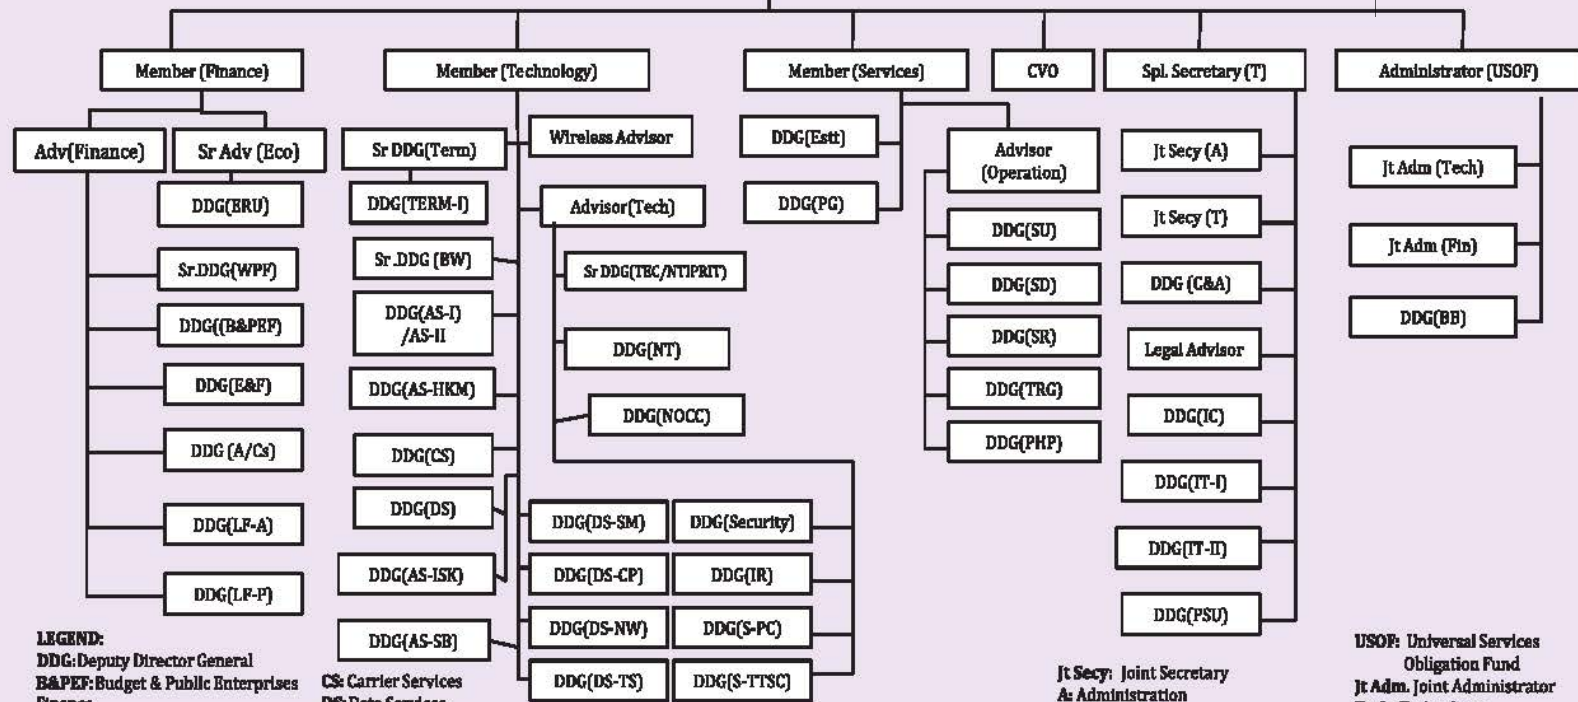 Member (Finance)
Member (Technology)
Member (Services)
CVO
Spl. Secretary (T)
Administrator (USOF)
Adv(Finance)
Sr Adv (Eco)
DDG(ERU)
Sr.DDG(WPF)
DDG((B&PEF)
DDG(E&F)
DDG (A/Cs)
DDG(LF-A)
DDG(LF-P)
Sr DDG(Term)
DDG(TERM-I)
Sr .DDG (BW)
DDG(AS-I)
/AS-II
DDG(AS-HKM)
DDG(CS)
DDG(DS)
DDG(AS-ISK)
DDG(AS-SB)
Wireless Advisor
Advisor(Tech)
Sr DDG(TEC/NTIPRIT)
DDG(NT)
DDG(NOCC)
DDG(DS-SM)
DDG(Security)
DDG(DS-CP)
DDG(IR)
DDG(DS-NW)
DDG(S-PC)
DDG(DS-TS)
DDG(S-TTSC)
DDG(Estt)
DDG(PG)
Advisor
(Operation)
DDG(SU)
DDG(SD)
DDG(SR)
DDG(TRG)
DDG(PHP)
Jt Secy (A)
Jt Secy (T)
DDG (C&A)
Legal Advisor
DDG(IC)
DDG(IT-I)
DDG(IT-II)
DDG(PSU)
Jt Adm (Tech)
Jt Adm (Fin)
DDG(BB)
LEGEND:
DDG:Deputy Director General
B&PEF:Budget & Public Enterprises
CS: Carrier Services
Jt Secy: Joint Secretary
A: Administration
USOF: Universal Services
Obligation Fund
Jt Adm. Joint Administrator